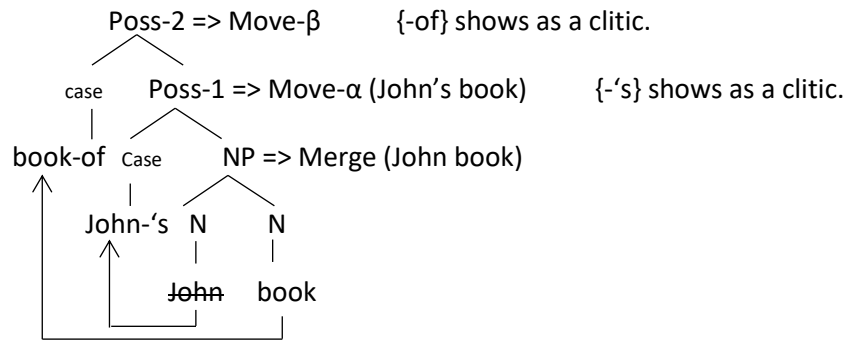 Poss-2 => Move-β {-of} shows as a clitic.
case Poss-1 => Move-α (John’s book) {-‘s} shows as a clitic.
book-of Case NP => Merge (John book)
John-‘s N N
John book